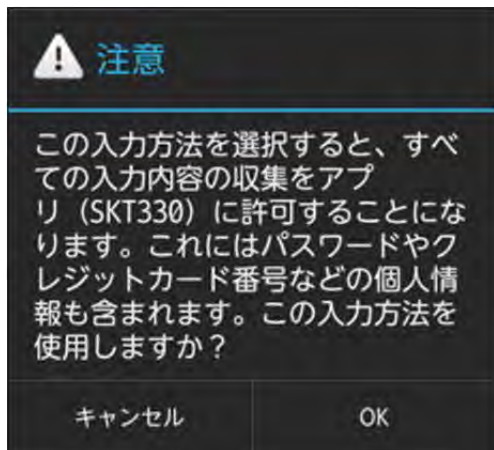 注意
この入力方法を選択すると、すべ
ての入力内容の収集をアプ
リ（SKT330）に許可することにな
ります。これにはパスワードやク
レジットカード番号などの個人情
報も含まれます。この入力方法を
使用しますか？
キャンセル
OK